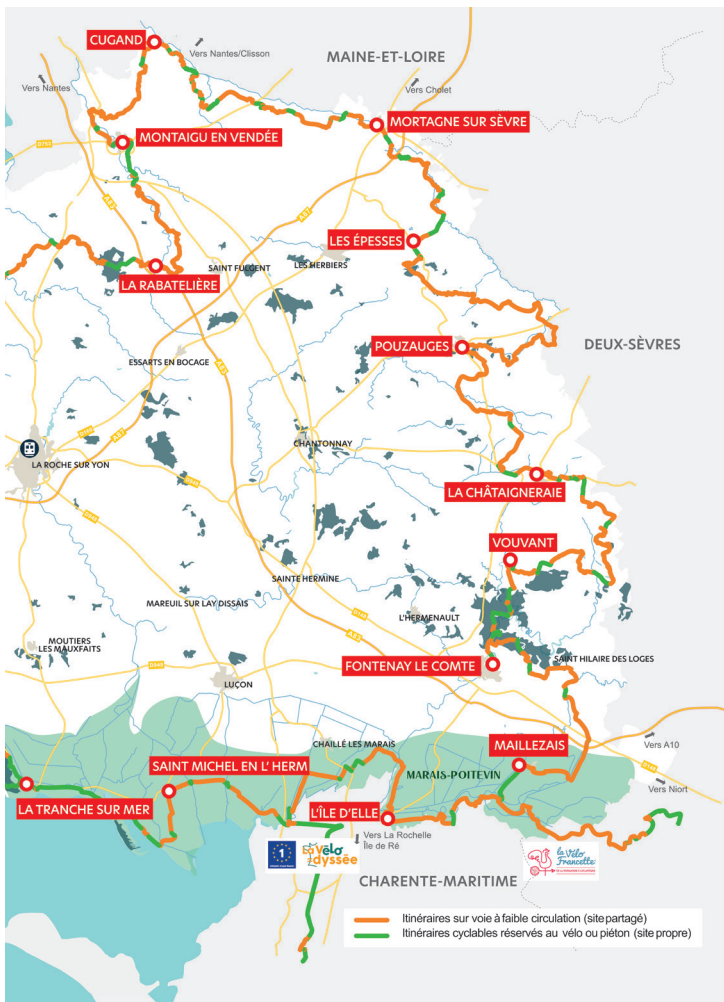 CUGAND
Vers Nantes/Clisson
MAINE-ET-LOIRE
Vers Nantes
Vers Cholet
MORTAGNE SUR SÈVRE
MONTAIGU EN VENDÉE
LES ÉPESSES
SAINT FULGENT
LES HERBIERS
LA RABATELIÈRE
DEUX-SÈVRES
POUZAUGES
ESSARTS EN BOCAGE
CHANTONNAY
LA ROCHE SUR YON
LA CHÂTAIGNERAIE
VOUVANT
SAINTE HERMINE
MAREUIL SUR LAY DISSAIS
L'HERMENAULT
MOUTIERS
LES MAUXFAITS
SAINT HILAIRE DES LOGES
FONTENAY LE COMTE
LUÇON
CHAILLÉ LES MARAIS
Vers A10
SAINT MICHEL EN L' HERM
MAILLEZAIS
MARAIS-POITEVIN
Vers Niort
LA TRANCHE SUR MER
L'ÎLE D'ELLE
Vers La Rochelle
Île de Ré
1
La Vélo
dyssée
la Vélo
Francette
CHARENTE-MARITIME
Itinéraires sur voie à faible circulation (site partagé)
Itinéraires cyclables réservés au vélo ou piéton (site propre)